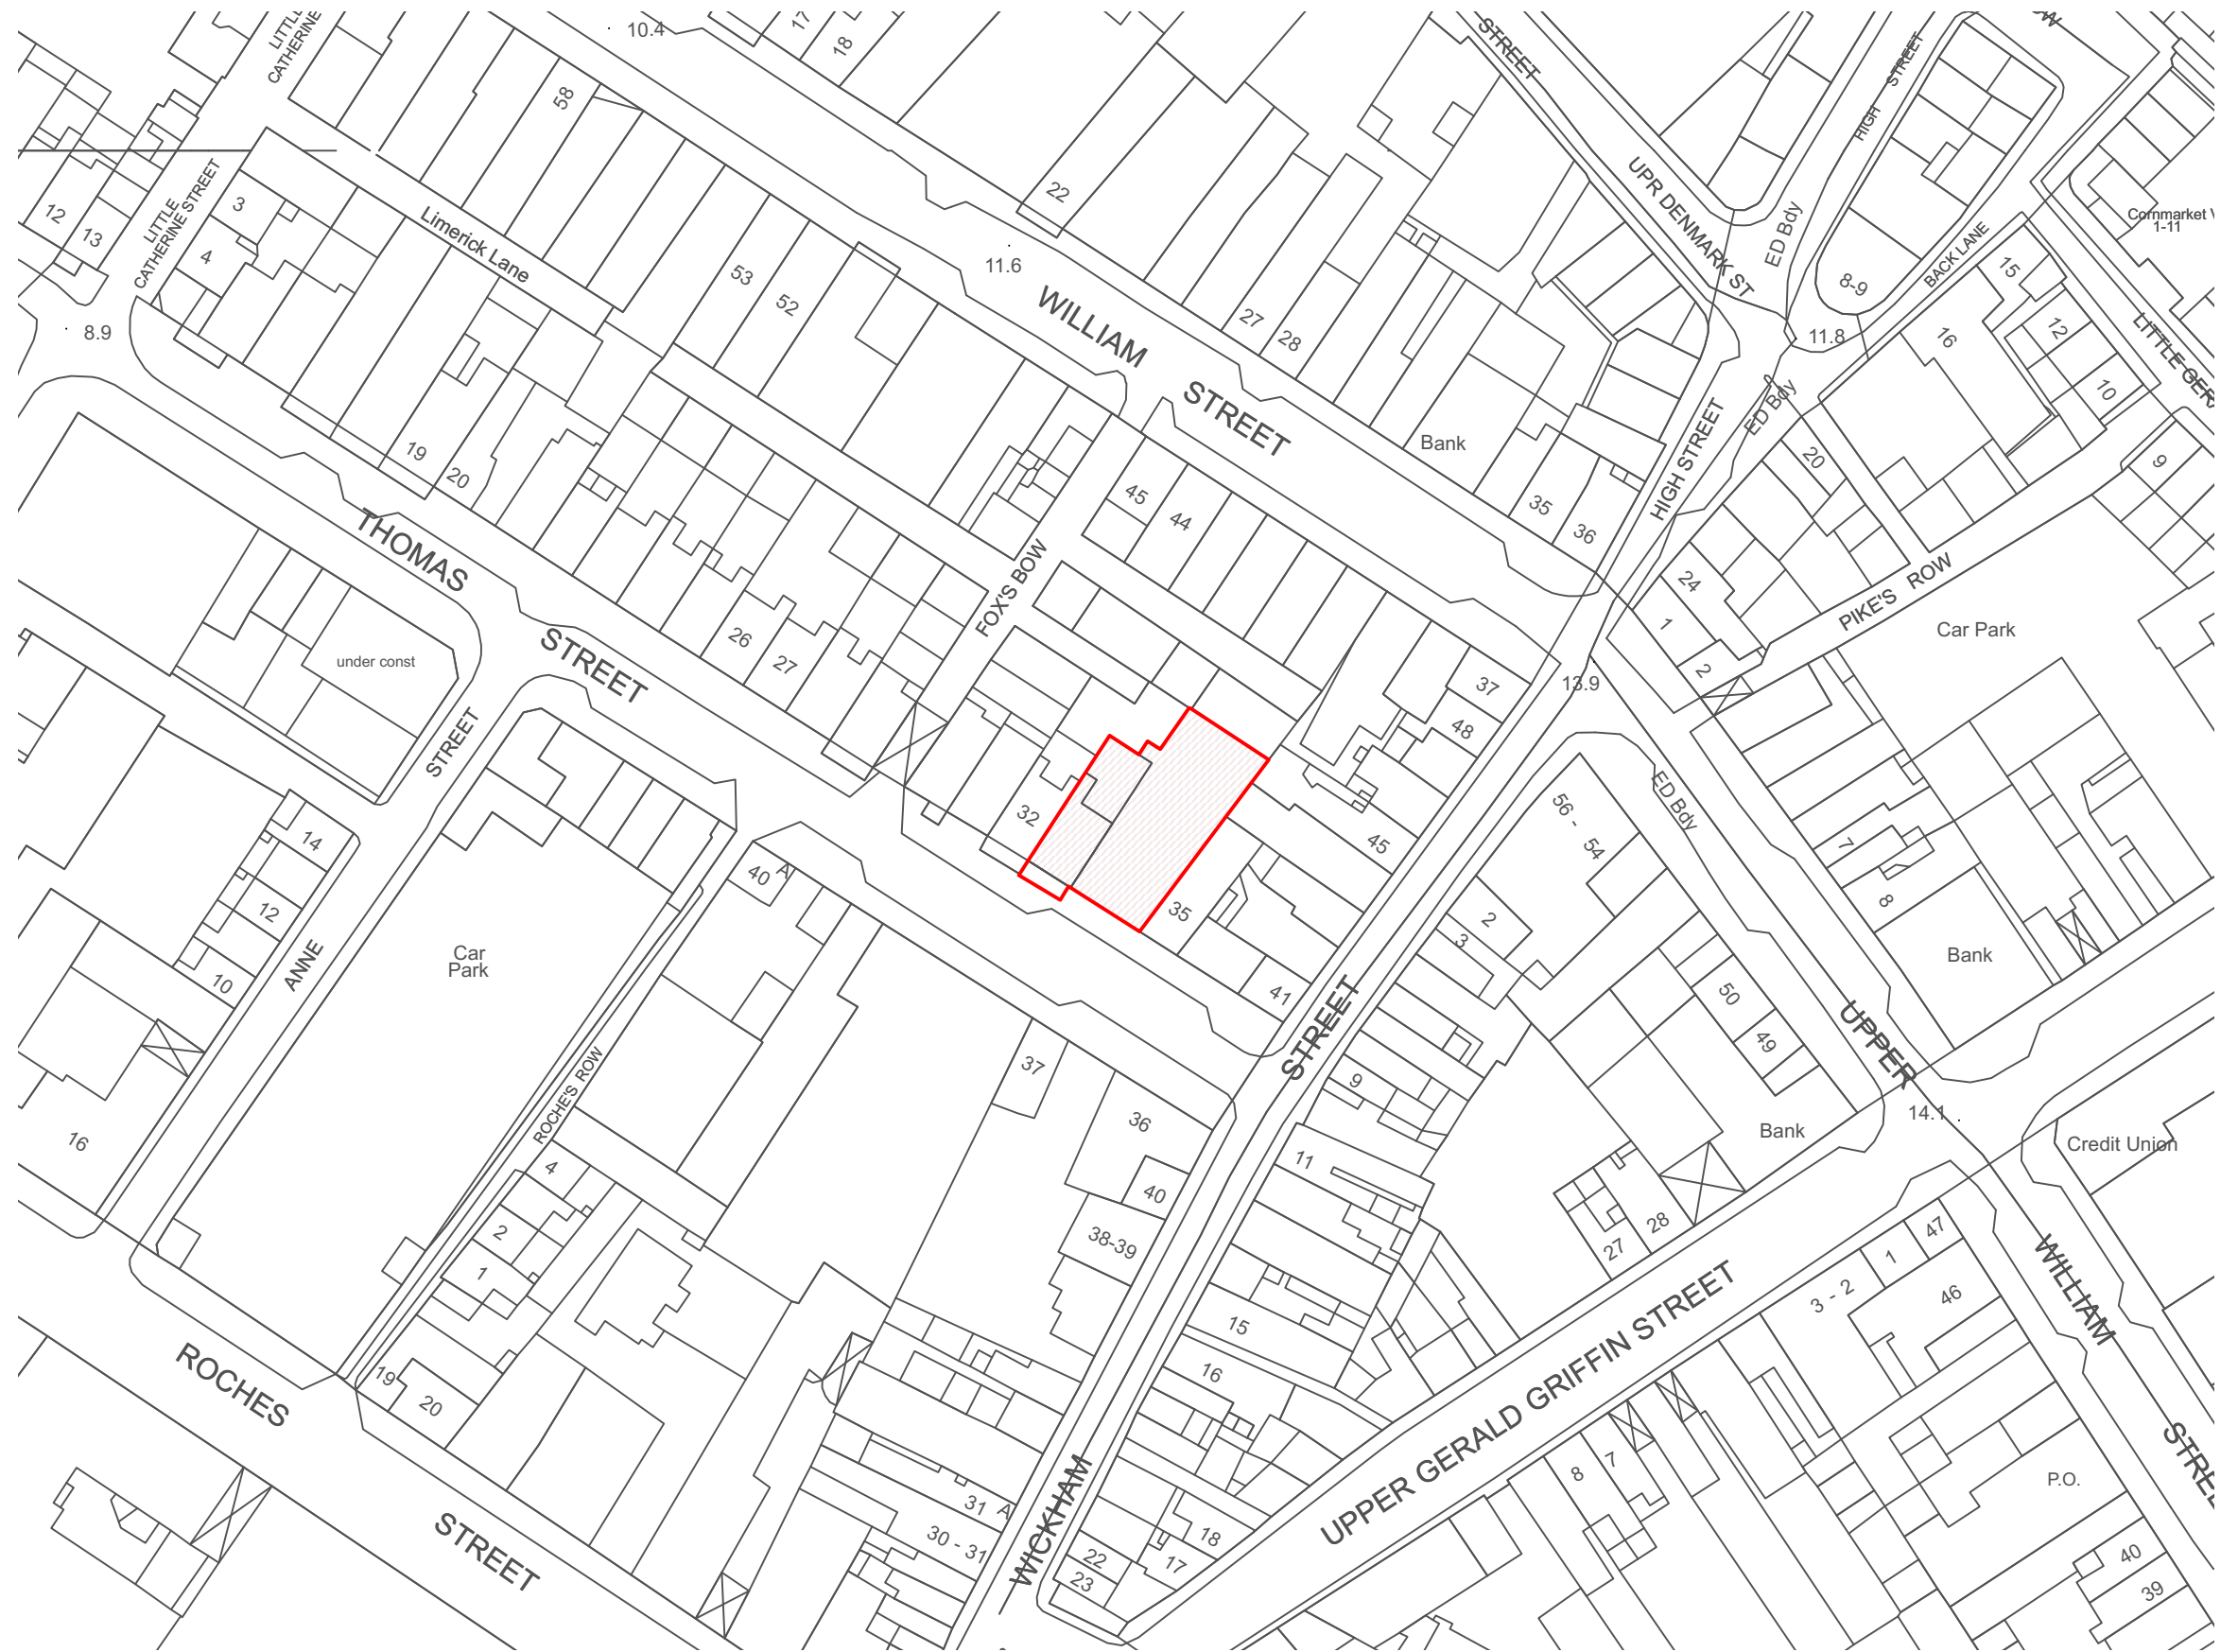 LITTLE
CATHERINE
10.4
17
18
STREET
HIGH STREET
58
12
13
LITTLE
CATHERINE STREET
3
4
Limerick Lane
22
UPR DENMARK ST
ED Bdy
8-9
BACK LANE
Cornmarket
1-11
15
12
10
16
11.8
8.9
53
52
11.6
WILLIAM
STREET
27
28
Bank
35
36
HIGH STREET
ED Bdy
20
9
19
20
THOMAS
STREET
45
44
FOX'S BOW
24
1
2
PIKE'S ROW
Car Park
under const
26
27
37
48
13.9
STREET
32
35
45
41
56 - 54
ED Bdy
7
8
Bank
14
12
10
ANNE
Car
Park
40
A
2
3
50
49
UPPER
STREET
9
37
36
40
38-39
11
Bank
14.1
Credit Union
16
ROCHE'S ROW
4
2
1
27
28
47
1
3 - 2
46
WILLIAM
15
16
UPPER GERALD GRIFFIN STREET
ROCHES
19
20
STREET
31
A
30 - 31
WICKHAM
18
17
22
23
8
7
P.O.
40
39